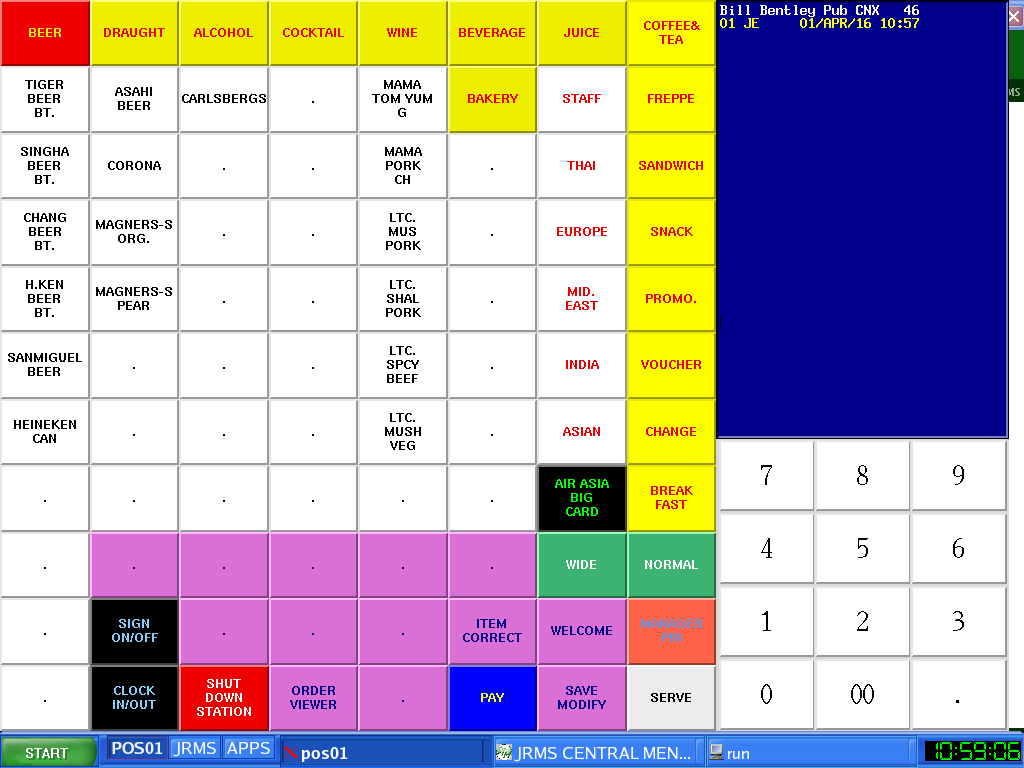 BEER
DRAUGHT
ALCOHOL
COCKTAIL
WINE
BEVERAGE
JUICE
COFFEE&
TEA
TIGER
BEER
BT.
ASAHI
BEER
CARLSBERGS
.
MAMA
TOM YUM
G
BAKERY
STAFF
FREPPE
SINGHA
BEER
BT.
CORONA
.
.
MAMA
PORK
CH
.
THAI
SANDWICH
CHANG
BEER
BT.
MAGNERS-S
ORG.
.
.
LTC.
MUS
PORK
.
EUROPE
SNACK
H.KEN
BEER
BT.
MAGNERS-S
PEAR
.
.
LTC.
SHAL
PORK
.
MID.
EAST
PROMO.
SANMIGUEL
BEER
.
.
.
LTC.
SPCY
BEEF
.
INDIA
VOUCHER
HEINEKEN
CAN
.
.
.
LTC.
MUSH
VEG
.
ASIAN
CHANGE
.
.
.
.
.
.
AIR ASIA
BIG
CARD
BREAK
FAST
.
.
.
.
.
.
WIDE
NORMAL
.
SIGN
ON/OFF
.
.
.
ITEM
CORRECT
WELCOME
MANAGER
.
CLOCK
IN/OUT
SHUT
DOWN
STATION
ORDER
VIEWER
.
PAY
SAVE
MODIFY
SERVE
Bill Bentley Pub CNX 46
01 JE 01/APR/16 10:57
MS
7
8
9
4
5
6
1
2
3
0
00
.
START
POS01
JRMS
APPS
pos01
JRMS CENTRAL MEN...
run
10:59:06